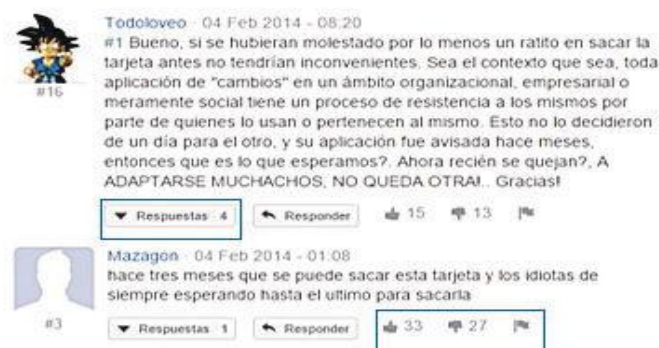 Todoloveo · 04 Feb 2014 - 08:20
#1 Bueno, si se hubieran molestado por lo menos un ratito en sacar la
tarjeta antes no tendrían inconvenientes. Sea el contexto que sea, toda
aplicación de "cambios" en un ámbito organizacional, empresarial o
meramente social tiene un proceso de resistencia a los mismos por
parte de quienes lo usan o pertenecen al mismo. Esto no lo decidieron
de un día para el otro, y su aplicación fue avisada hace meses,
entonces que es lo que esperamos?. Ahora recién se quejan?, A
ADAPTARSE MUCHACHOS, NO QUEDA OTRA!.. Gracias!
#16
Respuestas 4 Responder 15 13
Mazagon · 04 Feb 2014 - 01:08
hace tres meses que se puede sacar esta tarjeta y los idiotas de
siempre esperando hasta el ultimo para sacarla
#3
Respuestas 1 Responder 33 27